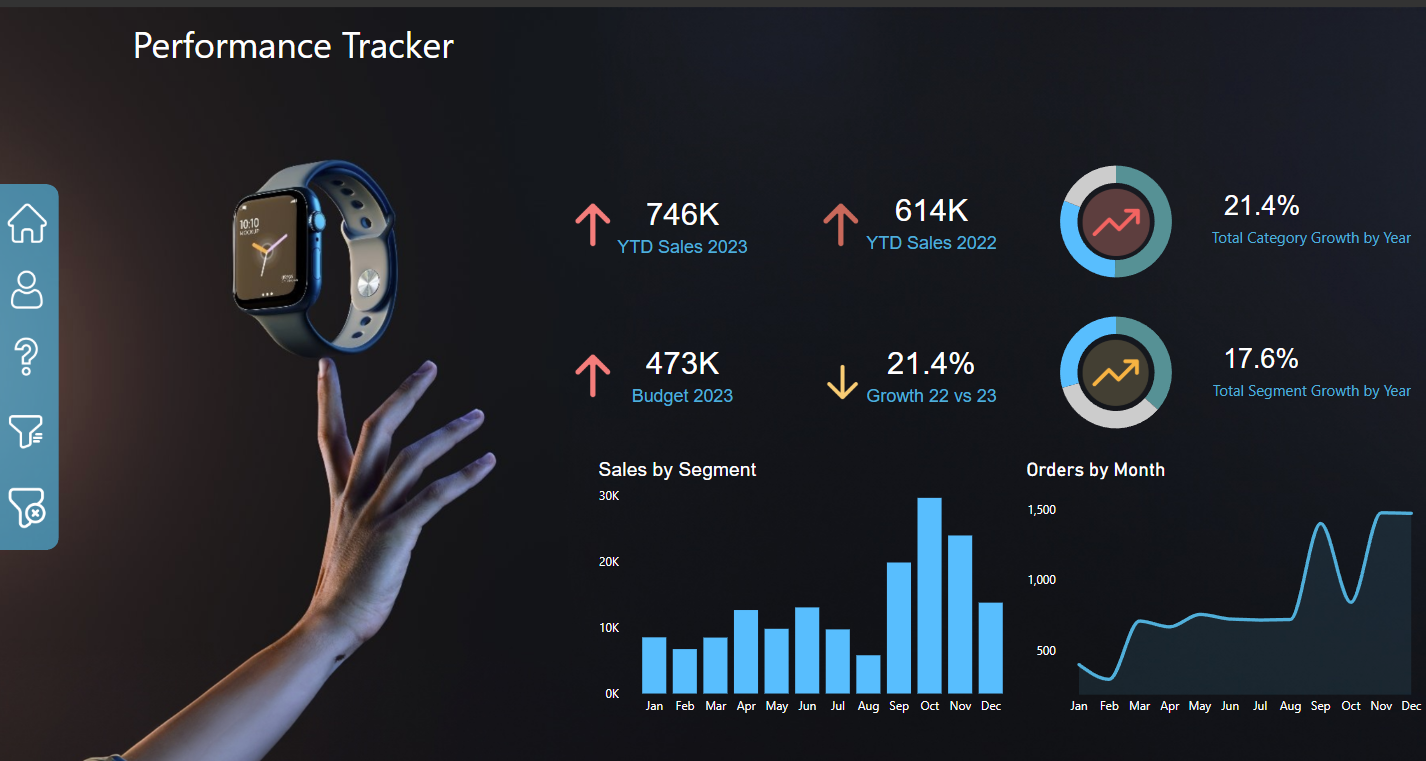 Performance Tracker
10:10
746K
YTD Sales 2023
614K
YTD Sales 2022
21.4%
Total Category Growth by Year
473K
Budget 2023
21.4%
Growth 22 vs 23
17.6%
Total Segment Growth by Year
Sales by Segment
30K
20K
10K
0K
Jan Feb Mar Apr May Jun Jul Aug Sep Oct Nov Dec
Orders by Month
1,500
1,000
500
Jan Feb Mar Apr May Jun Jul Aug Sep Oct Nov Dec